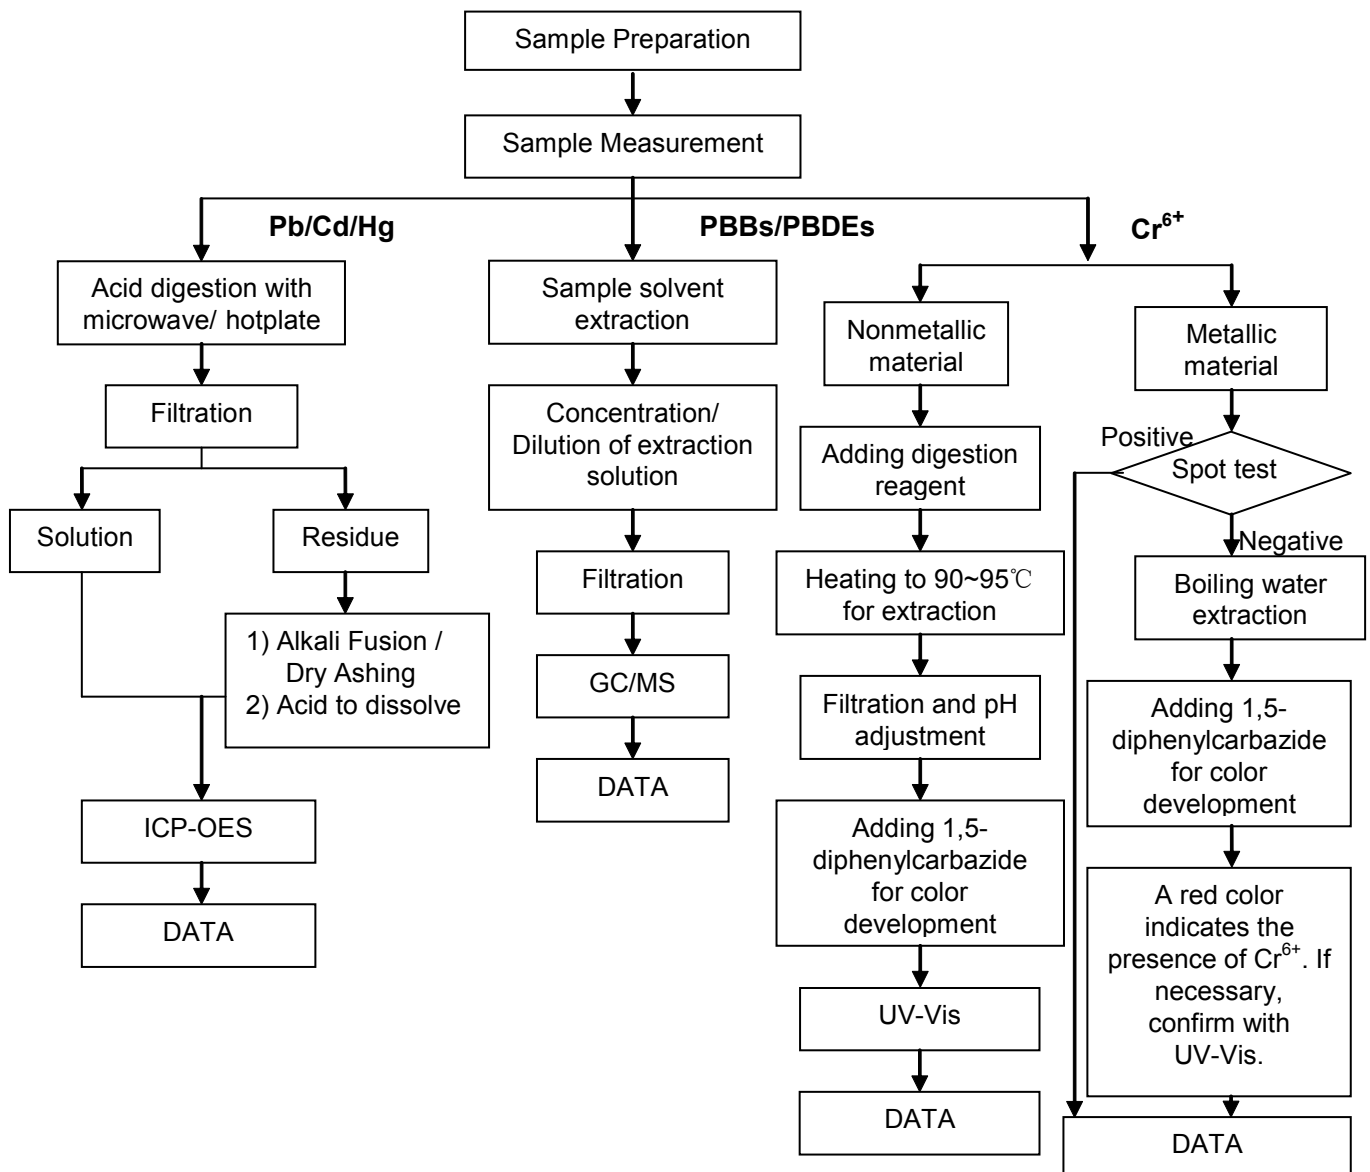 Sample Preparation
Sample Measurement
Pb/Cd/Hg
PBBs/PBDEs
Cr⁶⁺
Acid digestion with
microwave/ hotplate
Filtration
Solution
Residue
1) Alkali Fusion /
Dry Ashing
2) Acid to dissolve
ICP-OES
DATA
Sample solvent
extraction
Concentration/
Dilution of extraction
solution
Filtration
GC/MS
DATA
Nonmetallic
material
Adding digestion
reagent
Heating to 90~95℃
for extraction
Filtration and pH
adjustment
Adding 1,5-
diphenylcarbazide
for color
development
UV-Vis
DATA
Metallic
material
Positive
Spot test
Negative
Boiling water
extraction
Adding 1,5-
diphenylcarbazide
for color
development
A red color
indicates the
presence of Cr⁶⁺. If
necessary,
confirm with
UV-Vis.
DATA